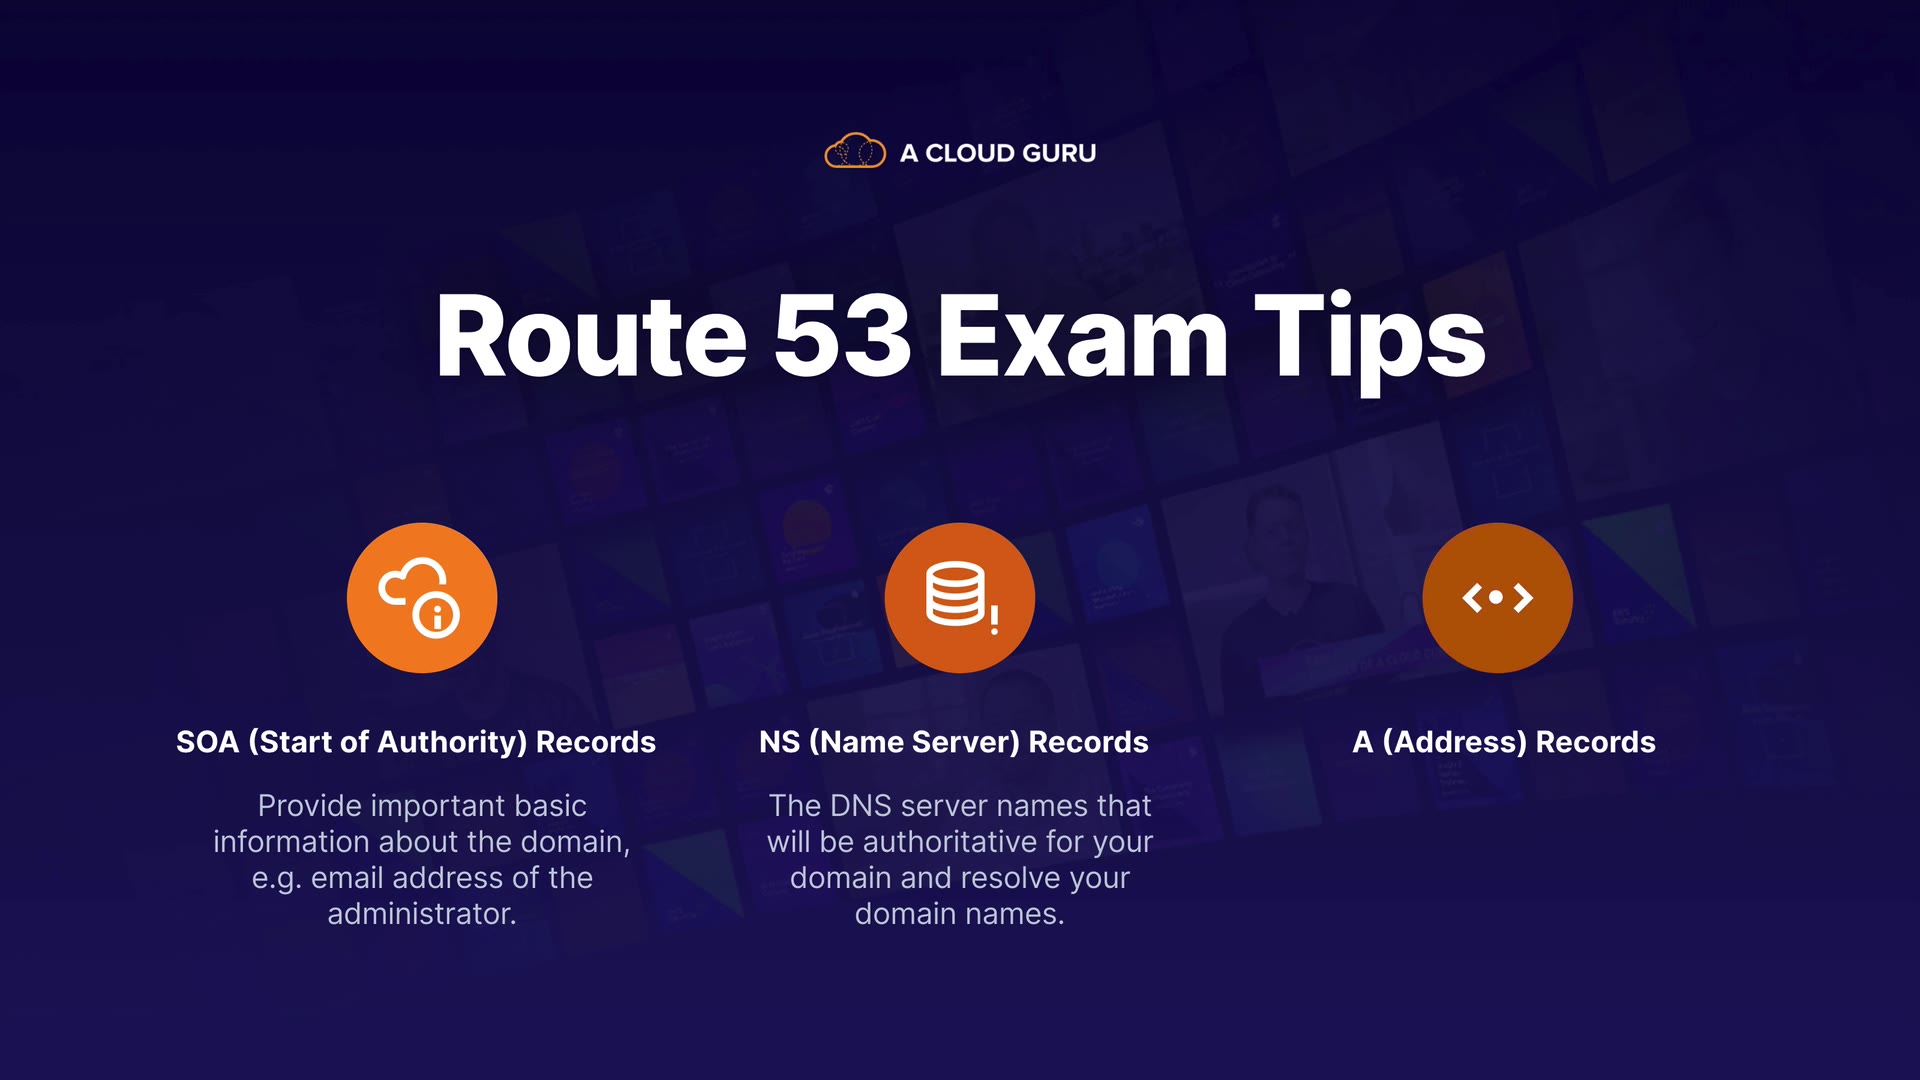 A CLOUD GURU
Route 53 Exam Tips
SOA (Start of Authority) Records
Provide important basic
information about the domain,
e.g. email address of the
administrator.
NS (Name Server) Records
The DNS server names that
will be authoritative for your
domain and resolve your
domain names.
A (Address) Records